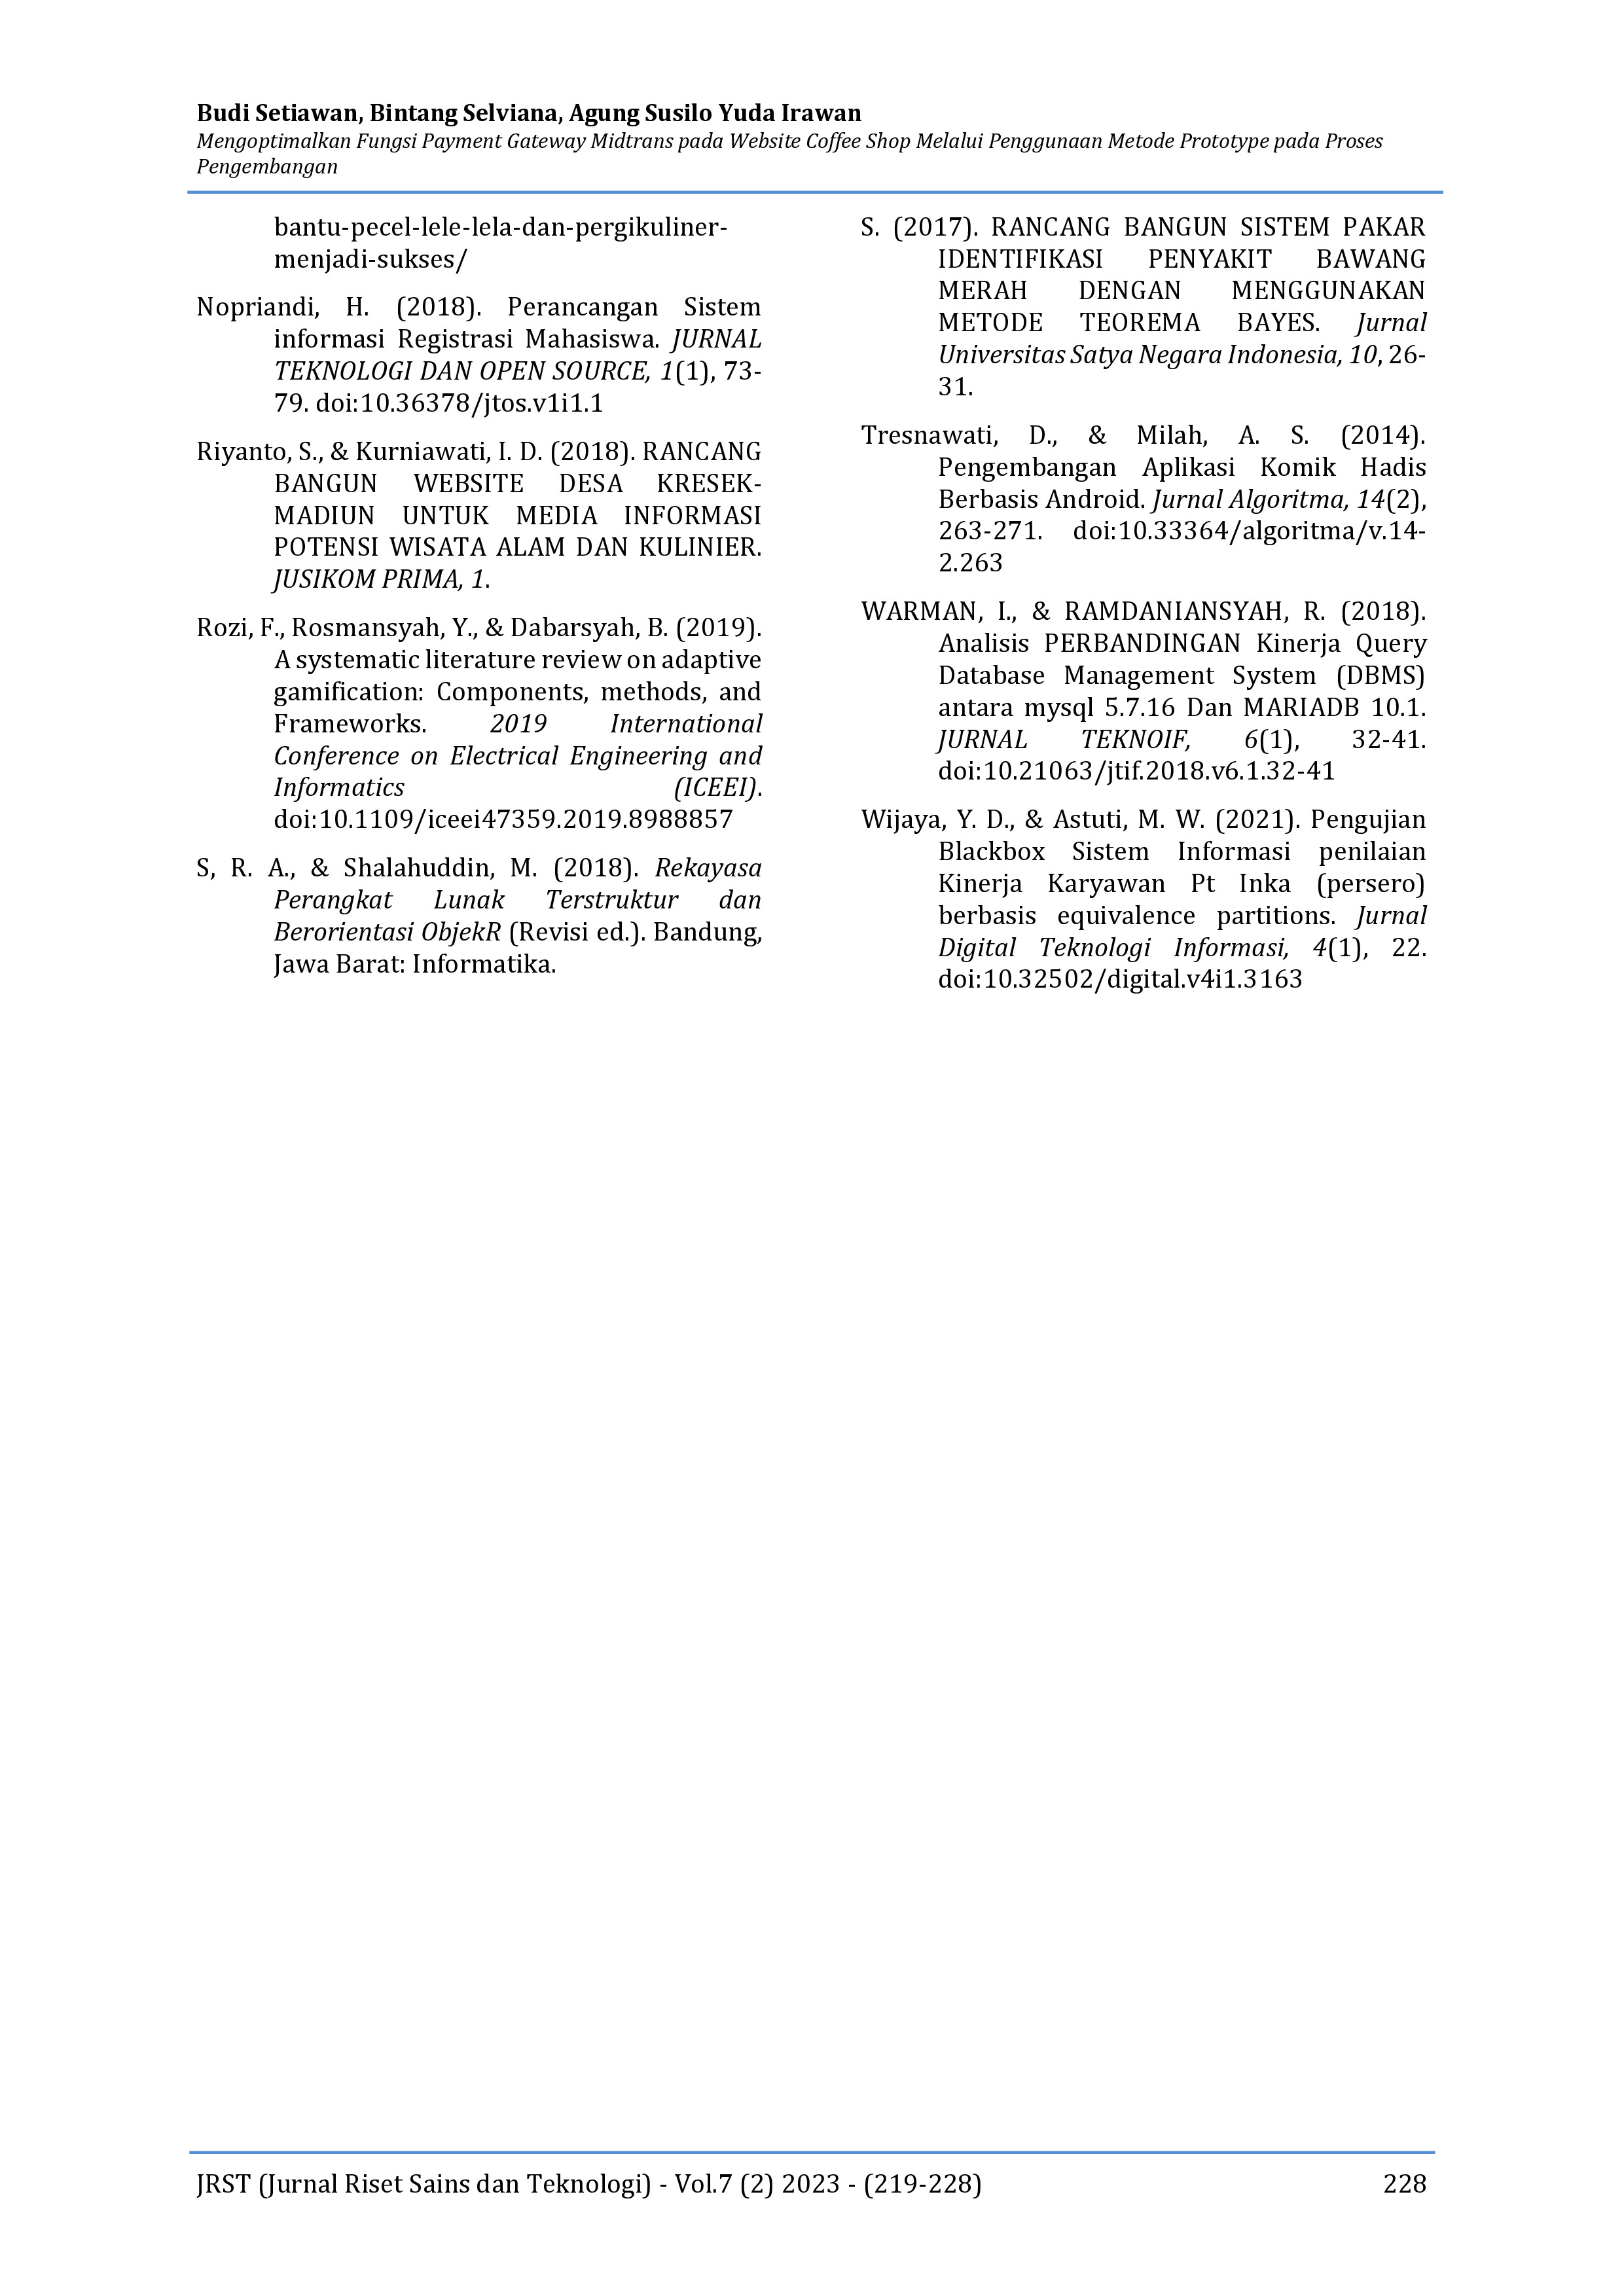 Budi Setiawan, Bintang Selviana, Agung Susilo Yuda Irawan
Mengoptimalkan Fungsi Payment Gateway Midtrans pada Website Coffee Shop Melalui Penggunaan Metode Prototype pada Proses
Pengembangan
bantu-pecel-lele-lela-dan-pergikuliner-
menjadi-sukses/
Nopriandi, H. (2018). Perancangan Sistem
informasi Registrasi Mahasiswa. JURNAL
TEKNOLOGI DAN OPEN SOURCE, 1(1), 73-
79. doi:10.36378/jtos.v1i1.1
Riyanto, S., & Kurniawati, I. D. (2018). RANCANG
BANGUN WEBSITE DESA KRESEK-
MADIUN UNTUK MEDIA INFORMASI
POTENSI WISATA ALAM DAN KULINIER.
JUSIKOM PRIMA, 1.
Rozi, F., Rosmansyah, Y., & Dabarsyah, B. (2019).
A systematic literature review on adaptive
gamification: Components, methods, and
Frameworks. 2019 International
Conference on Electrical Engineering and
Informatics (ICEEI).
doi:10.1109/iceei47359.2019.8988857
S, R. A., & Shalahuddin, M. (2018). Rekayasa
Perangkat Lunak Terstruktur dan
Berorientasi ObjekR (Revisi ed.). Bandung,
Jawa Barat: Informatika.
S. (2017). RANCANG BANGUN SISTEM PAKAR
IDENTIFIKASI PENYAKIT BAWANG
MERAH DENGAN MENGGUNAKAN
METODE TEOREMA BAYES. Jurnal
Universitas Satya Negara Indonesia, 10, 26-
31.
Tresnawati, D., & Milah, A. S. (2014).
Pengembangan Aplikasi Komik Hadis
Berbasis Android. Jurnal Algoritma, 14(2),
263-271. doi:10.33364/algoritma/v.14-
2.263
WARMAN, I., & RAMDANIANSYAH, R. (2018).
Analisis PERBANDINGAN Kinerja Query
Database Management System (DBMS)
antara mysql 5.7.16 Dan MARIADB 10.1.
JURNAL TEKNOIF, 6(1), 32-41.
doi:10.21063/jtif.2018.v6.1.32-41
Wijaya, Y. D., & Astuti, M. W. (2021). Pengujian
Blackbox Sistem Informasi penilaian
Kinerja Karyawan Pt Inka (persero)
berbasis equivalence partitions. Jurnal
Digital Teknologi Informasi, 4(1), 22.
doi:10.32502/digital.v4i1.3163
JRST (Jurnal Riset Sains dan Teknologi) - Vol.7 (2) 2023 - (219-228) 228